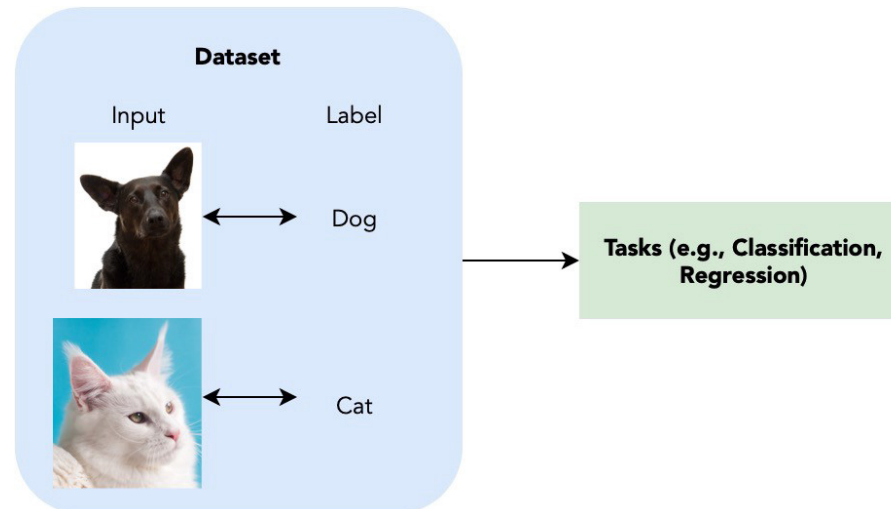 Dataset
Input
Label
Dog
Tasks (e.g., Classification,
Regression)
Cat